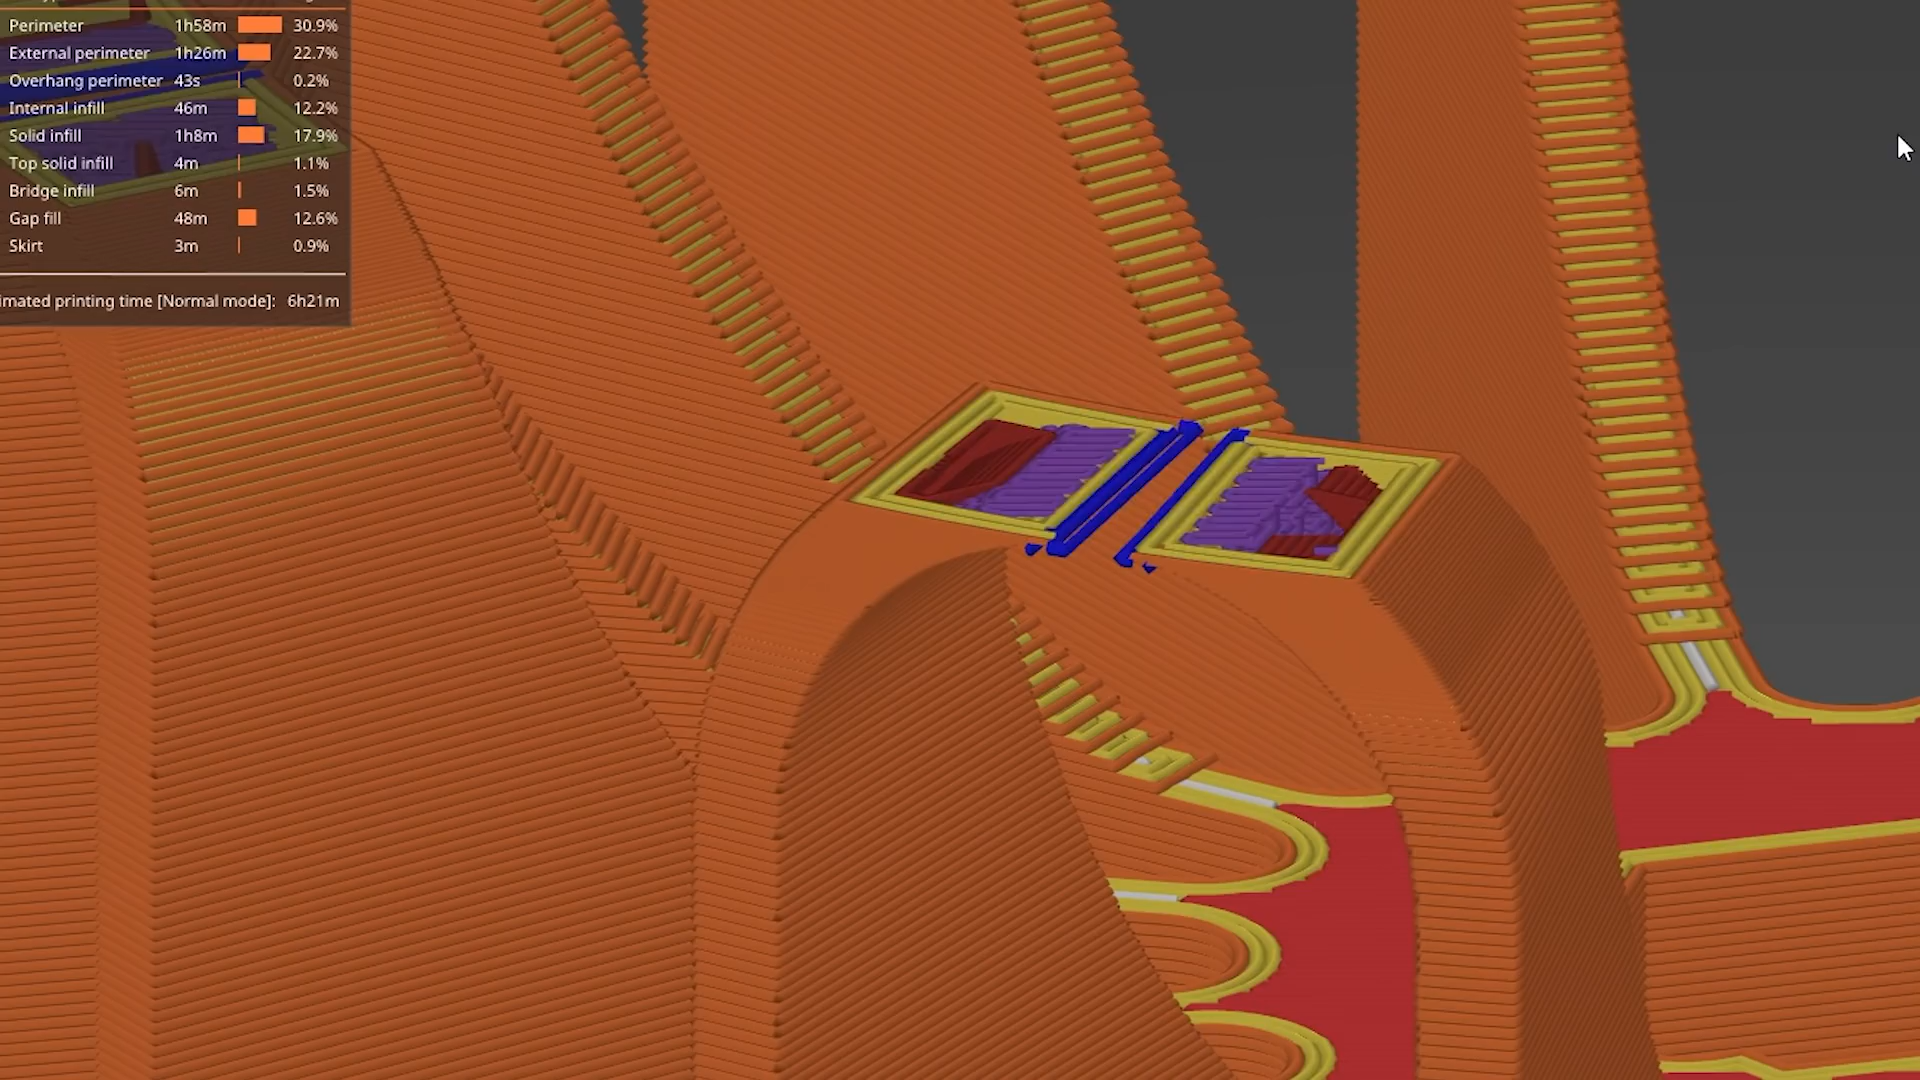 Perimeter 1h58m 30.9%
External perimeter 1h26m 22.7%
Overhang perimeter 43s 0.2%
Internal infill 46m 12.2%
Solid infill 1h8m 17.9%
Top solid infill 4m 1.1%
Bridge infill 6m 1.5%
Gap fill 48m 12.6%
Skirt 3m 0.9%
imated printing time [Normal mode]: 6h21m